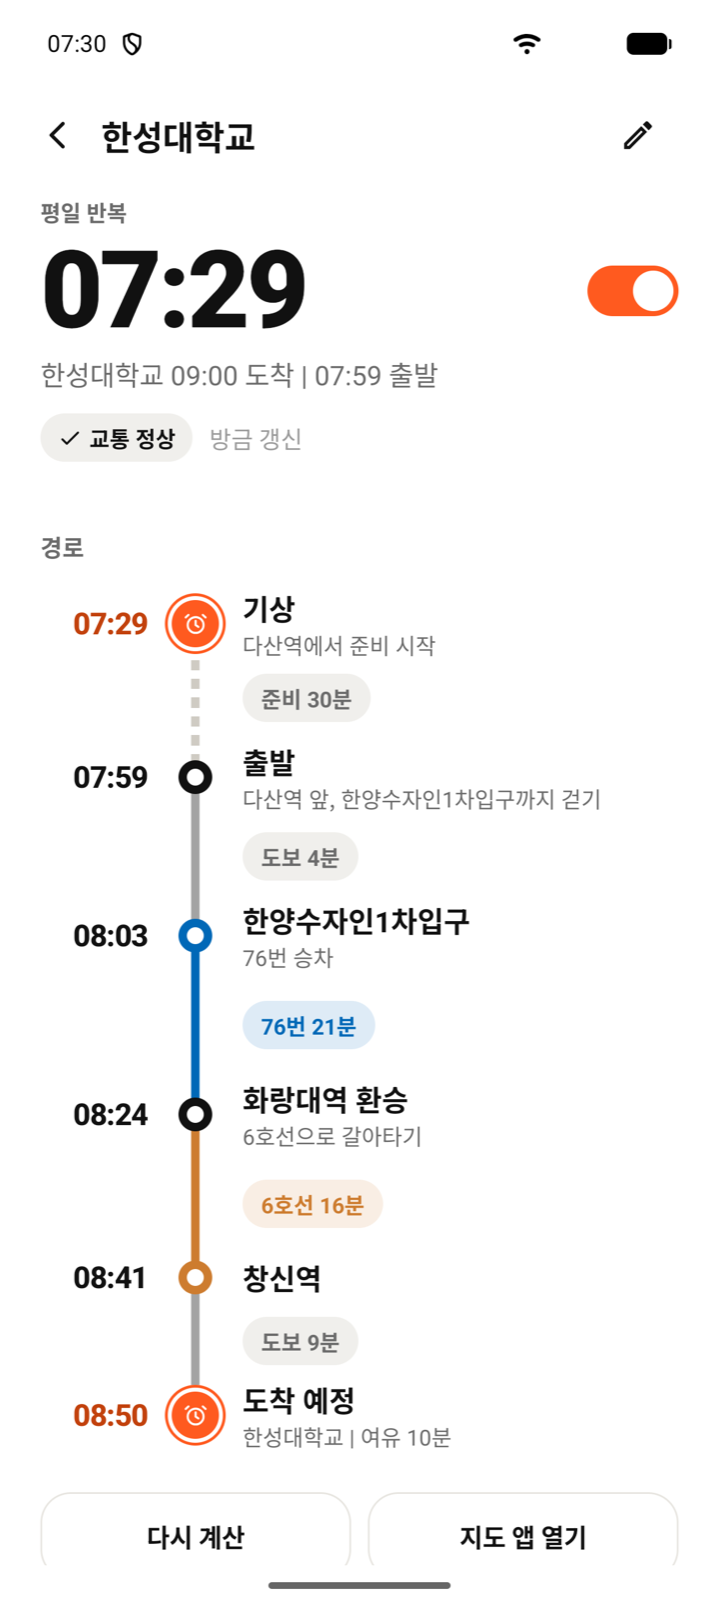 07:30
한성대학교
평일 반복
07:29
한성대학교 09:00 도착 | 07:59 출발
교통 정상 방금 갱신
경로
07:29 기상
다산역에서 준비 시작
준비 30분
07:59 출발
다산역 앞, 한양수자인1차입구까지 걷기
도보 4분
08:03 한양수자인1차입구
76번 승차
76번 21분
08:24 화랑대역 환승
6호선으로 갈아타기
6호선 16분
08:41 창신역
도보 9분
08:50 도착 예정
한성대학교 | 여유 10분
다시 계산 지도 앱 열기